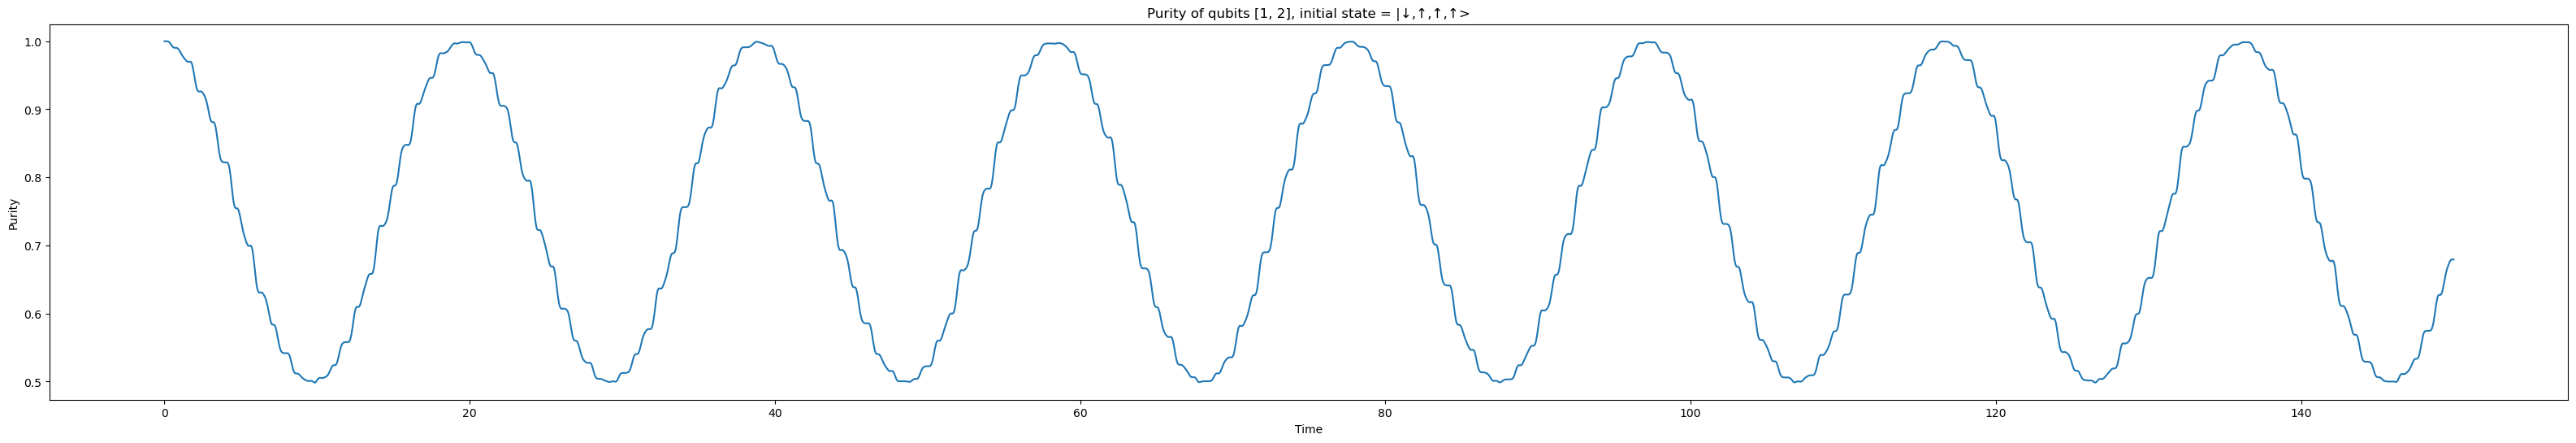 Purity of qubits [1, 2], initial state = |↓,↑,↑,↑>
1.0
0.9
0.8
0.7
0.6
0.5
Purity
0 20 40 60 80 100 120 140
Time